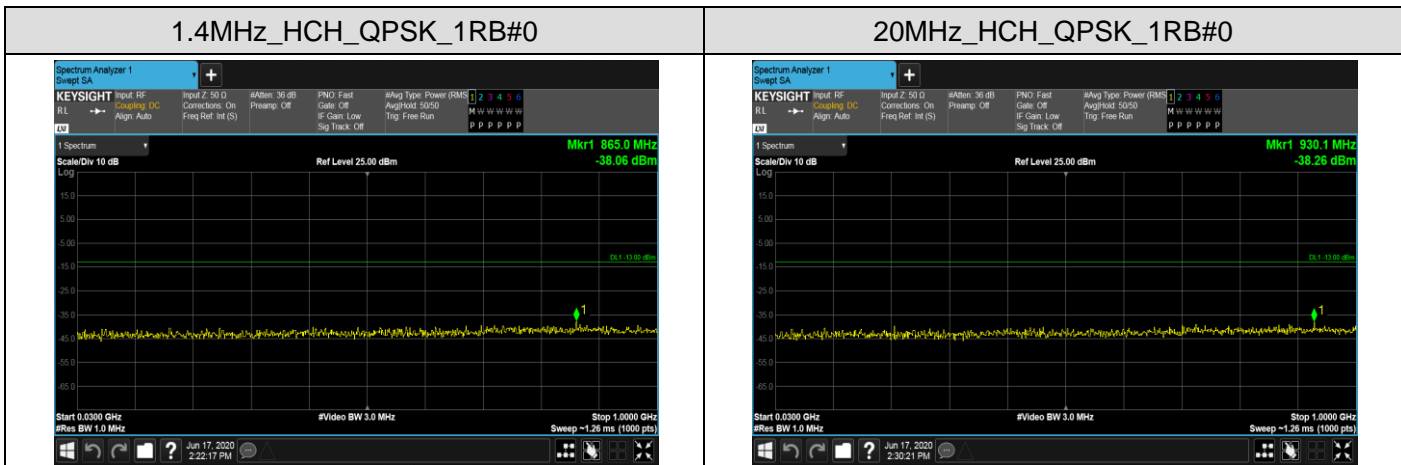 1.4MHz_HCH_QPSK_1RB#0
Spectrum Analyzer 1
Swept SA
+
KEYSIGHT
RL
LXI
Input: RF
Coupling: DC
Align: Auto
Input Z: 50 Ω
Corrections: On
Freq Ref: Int (S)
#Atten: 36 dB
Preamp: Off
PNO: Fast
Gate: Off
IF Gain: Low
Sig Track: Off
#Avg Type: Power (RMS
Avg|Hold: 50/50
Trig: Free Run
1 2 3 4 5 6
M W W W W W
P P P P P P
1 Spectrum
Scale/Div 10 dB
Log
Ref Level 25.00 dBm
Mkr1 865.0 MHz
-38.06 dBm
15.0
5.00
-5.00
-15.0
-25.0
-35.0
-45.0
-55.0
-65.0
DL1 -13.00 dBm
1
Start 0.0300 GHz
#Res BW 1.0 MHz
#Video BW 3.0 MHz
Stop 1.0000 GHz
Sweep ~1.26 ms (1000 pts)
?
Jun 17, 2020
2:22:17 PM
20MHz_HCH_QPSK_1RB#0
Spectrum Analyzer 1
Swept SA
+
KEYSIGHT
RL
LXI
Input: RF
Coupling: DC
Align: Auto
Input Z: 50 Ω
Corrections: On
Freq Ref: Int (S)
#Atten: 36 dB
Preamp: Off
PNO: Fast
Gate: Off
IF Gain: Low
Sig Track: Off
#Avg Type: Power (RMS
Avg|Hold: 50/50
Trig: Free Run
1 2 3 4 5 6
M W W W W W
P P P P P P
1 Spectrum
Scale/Div 10 dB
Log
Ref Level 25.00 dBm
Mkr1 930.1 MHz
-38.26 dBm
15.0
5.00
-5.00
-15.0
-25.0
-35.0
-45.0
-55.0
-65.0
DL1 -13.00 dBm
1
Start 0.0300 GHz
#Res BW 1.0 MHz
#Video BW 3.0 MHz
Stop 1.0000 GHz
Sweep ~1.26 ms (1000 pts)
?
Jun 17, 2020
2:30:21 PM